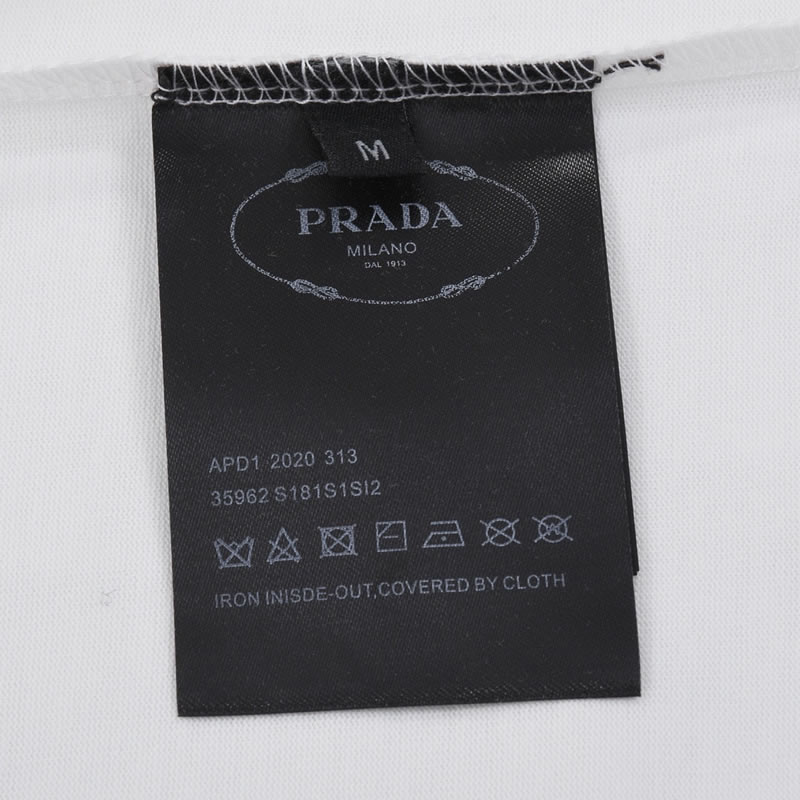 M
PRADA
MILANO
DAL 1913
APD1 2020 313
35962 S181S1SI2
IRON INISDE-OUT,COVERED BY CLOTH